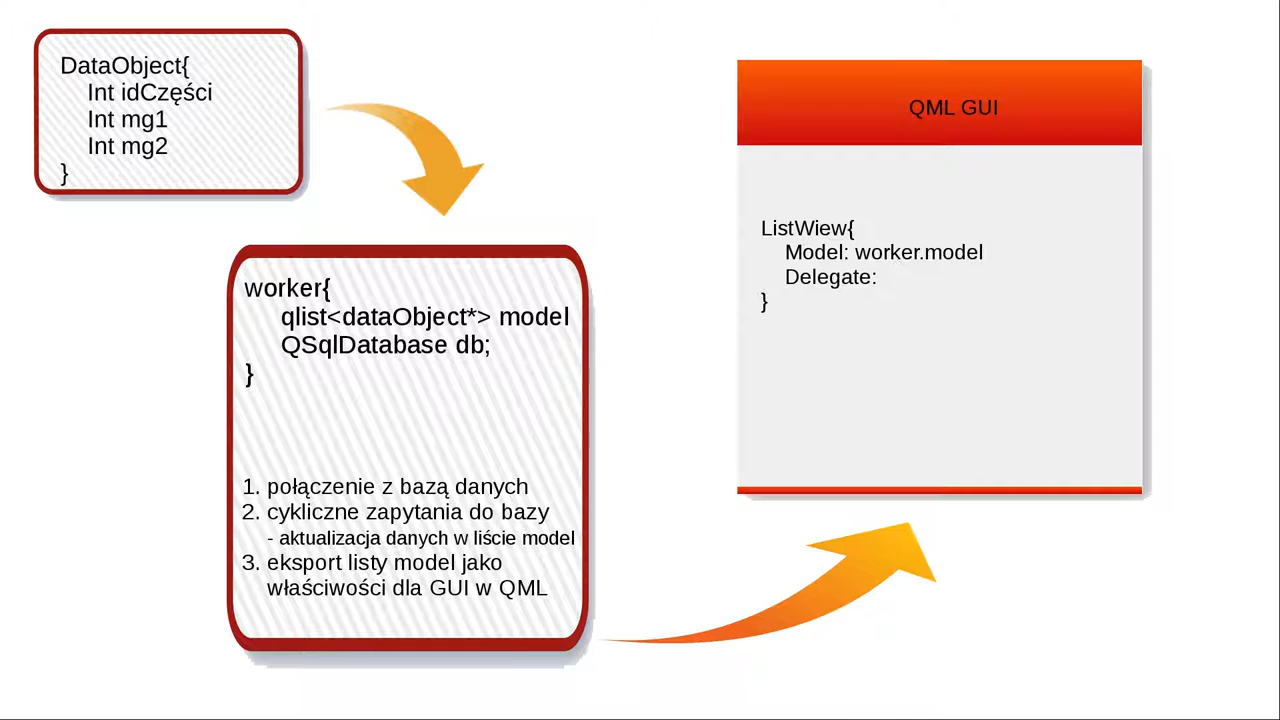 DataObject{
Int idCzęści
Int mg1
Int mg2
}
worker{
qlist<dataObject*> model
QSqlDatabase db;
}
1. połączenie z bazą danych
2. cykliczne zapytania do bazy
- aktualizacja danych w liście model
3. eksport listy model jako
właściwości dla GUI w QML
QML GUI
ListWiew{
Model: worker.model
Delegate:
}